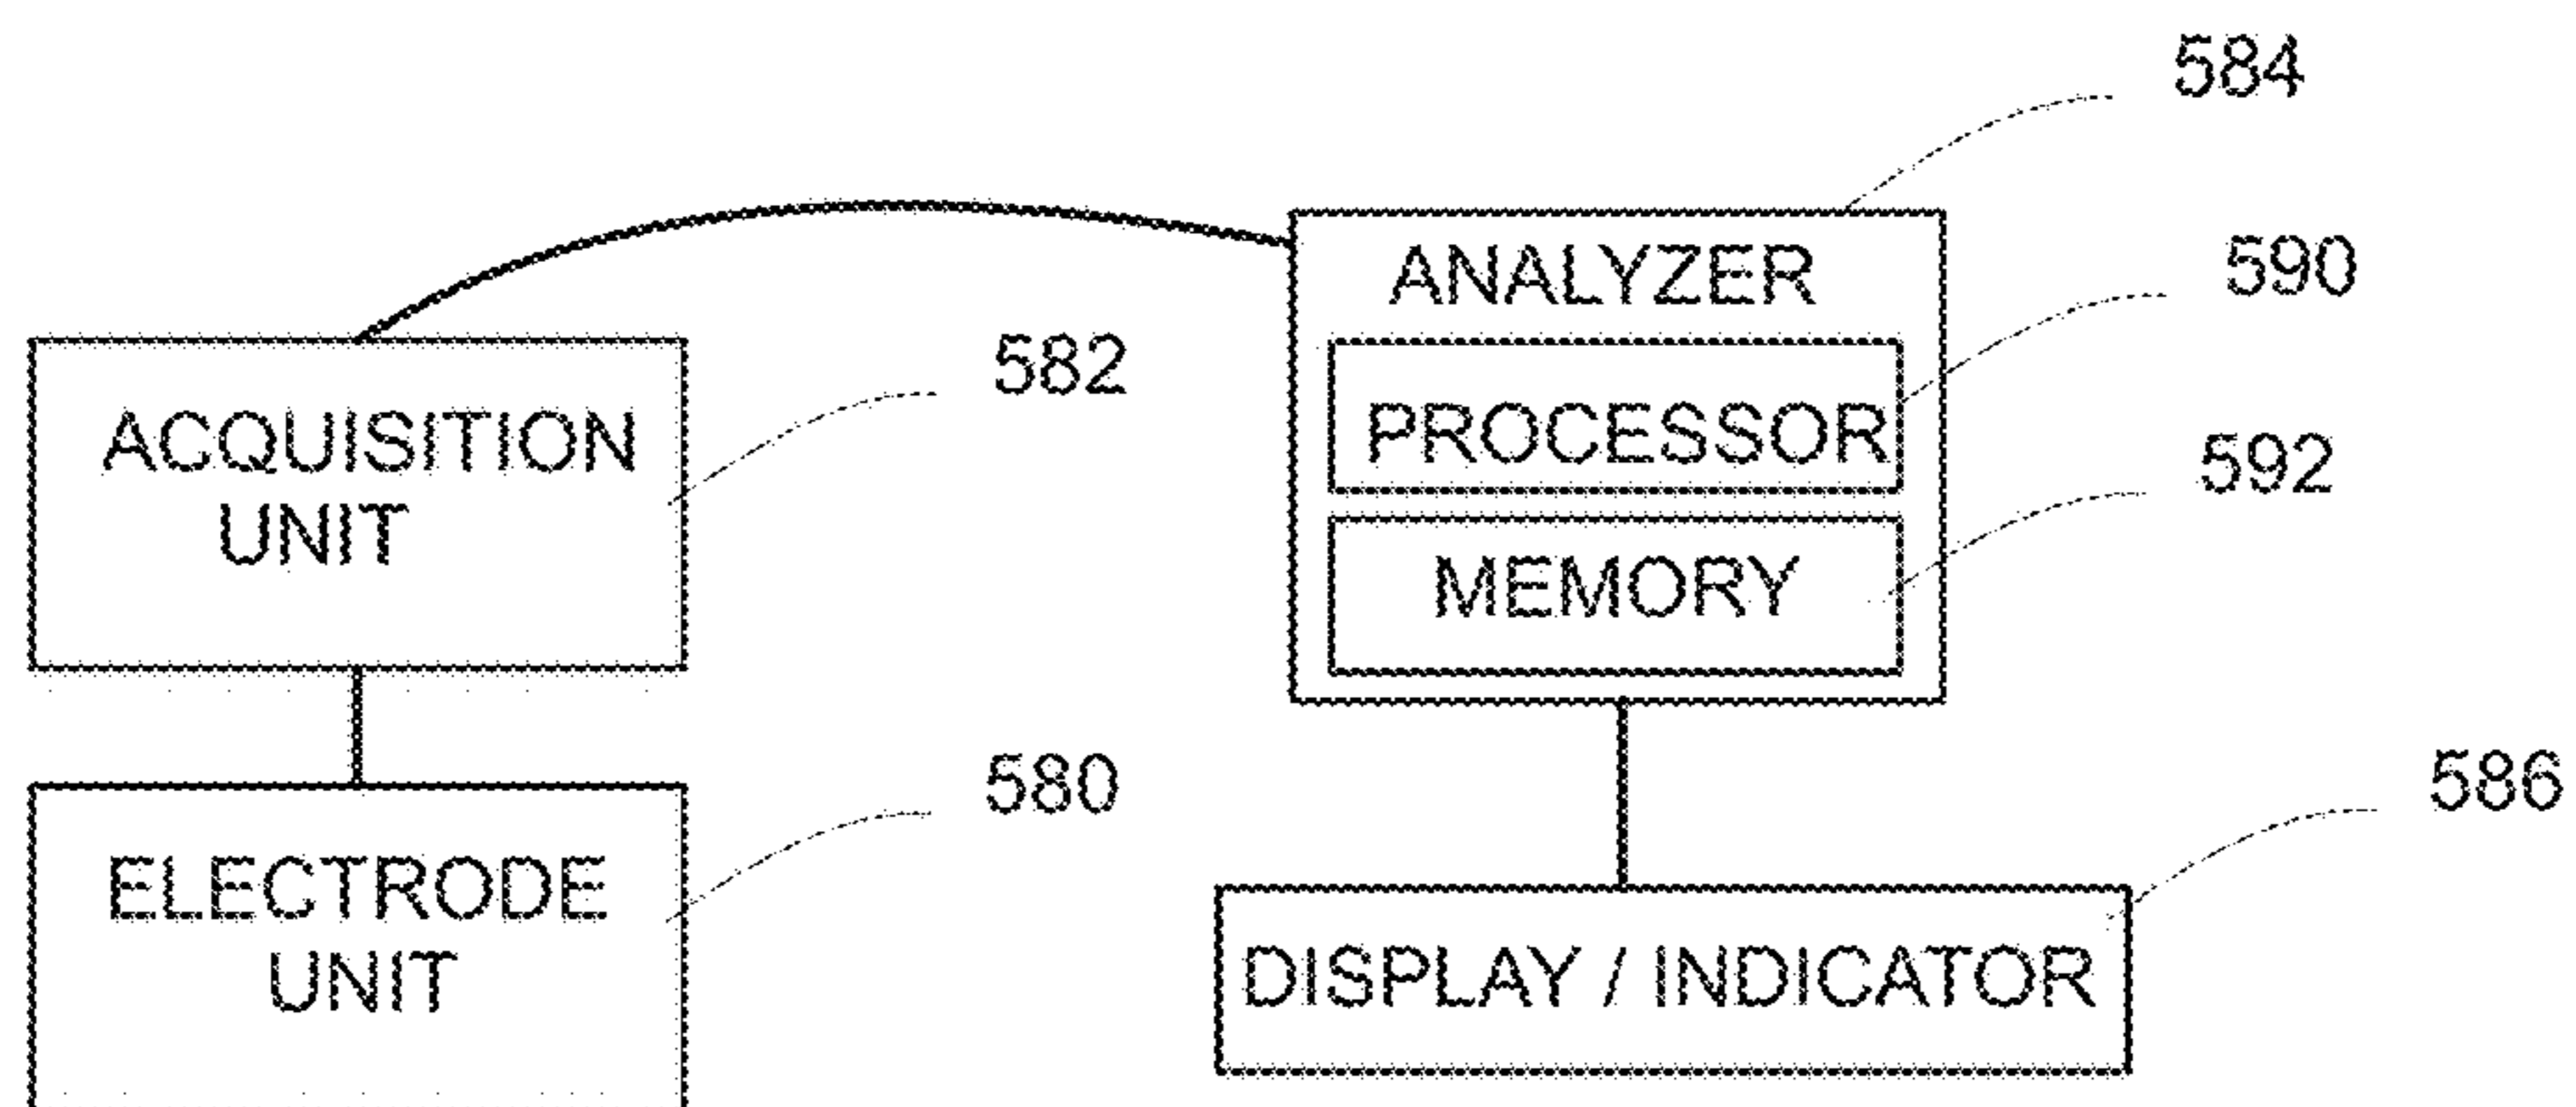 584
ANALYZER
590
PROCESSOR
582
ACQUISITION
UNIT
592
MEMORY
580
ELECTRODE
UNIT
586
DISPLAY / INDICATOR